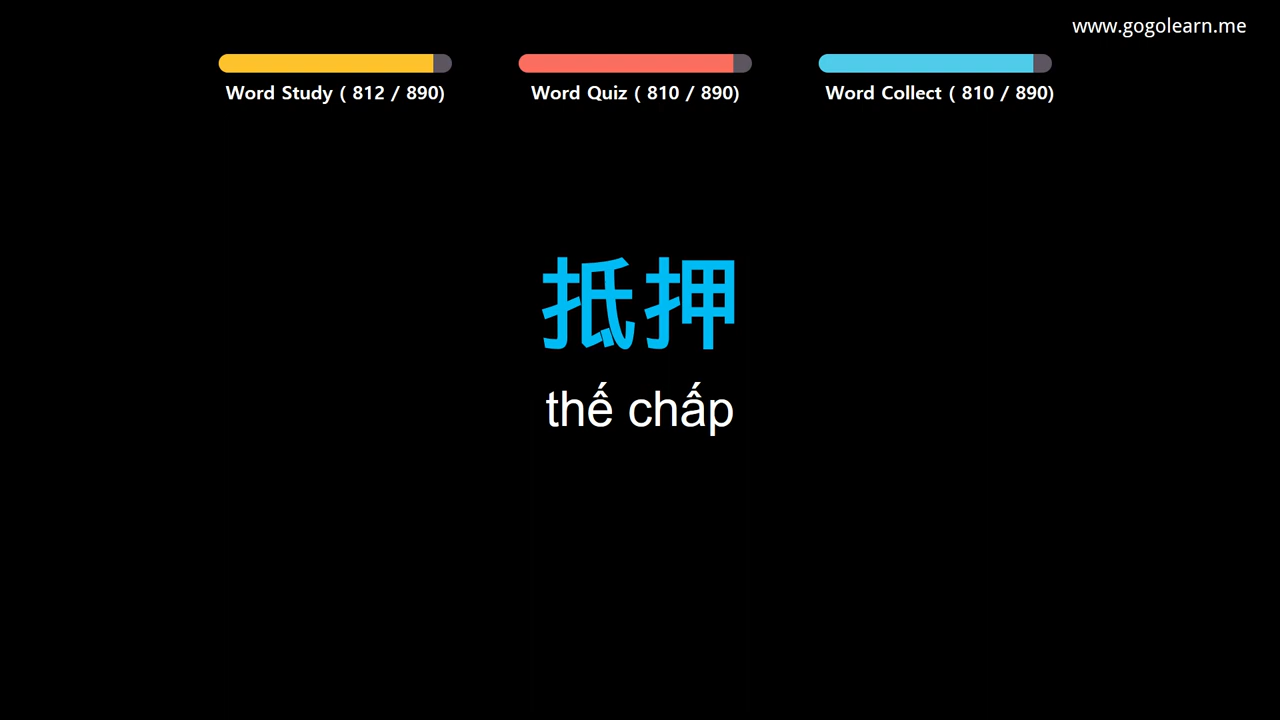 www.gogolearn.me
Word Study ( 812 / 890)
Word Quiz ( 810 / 890)
Word Collect ( 810 / 890)
抵押
thế chấp